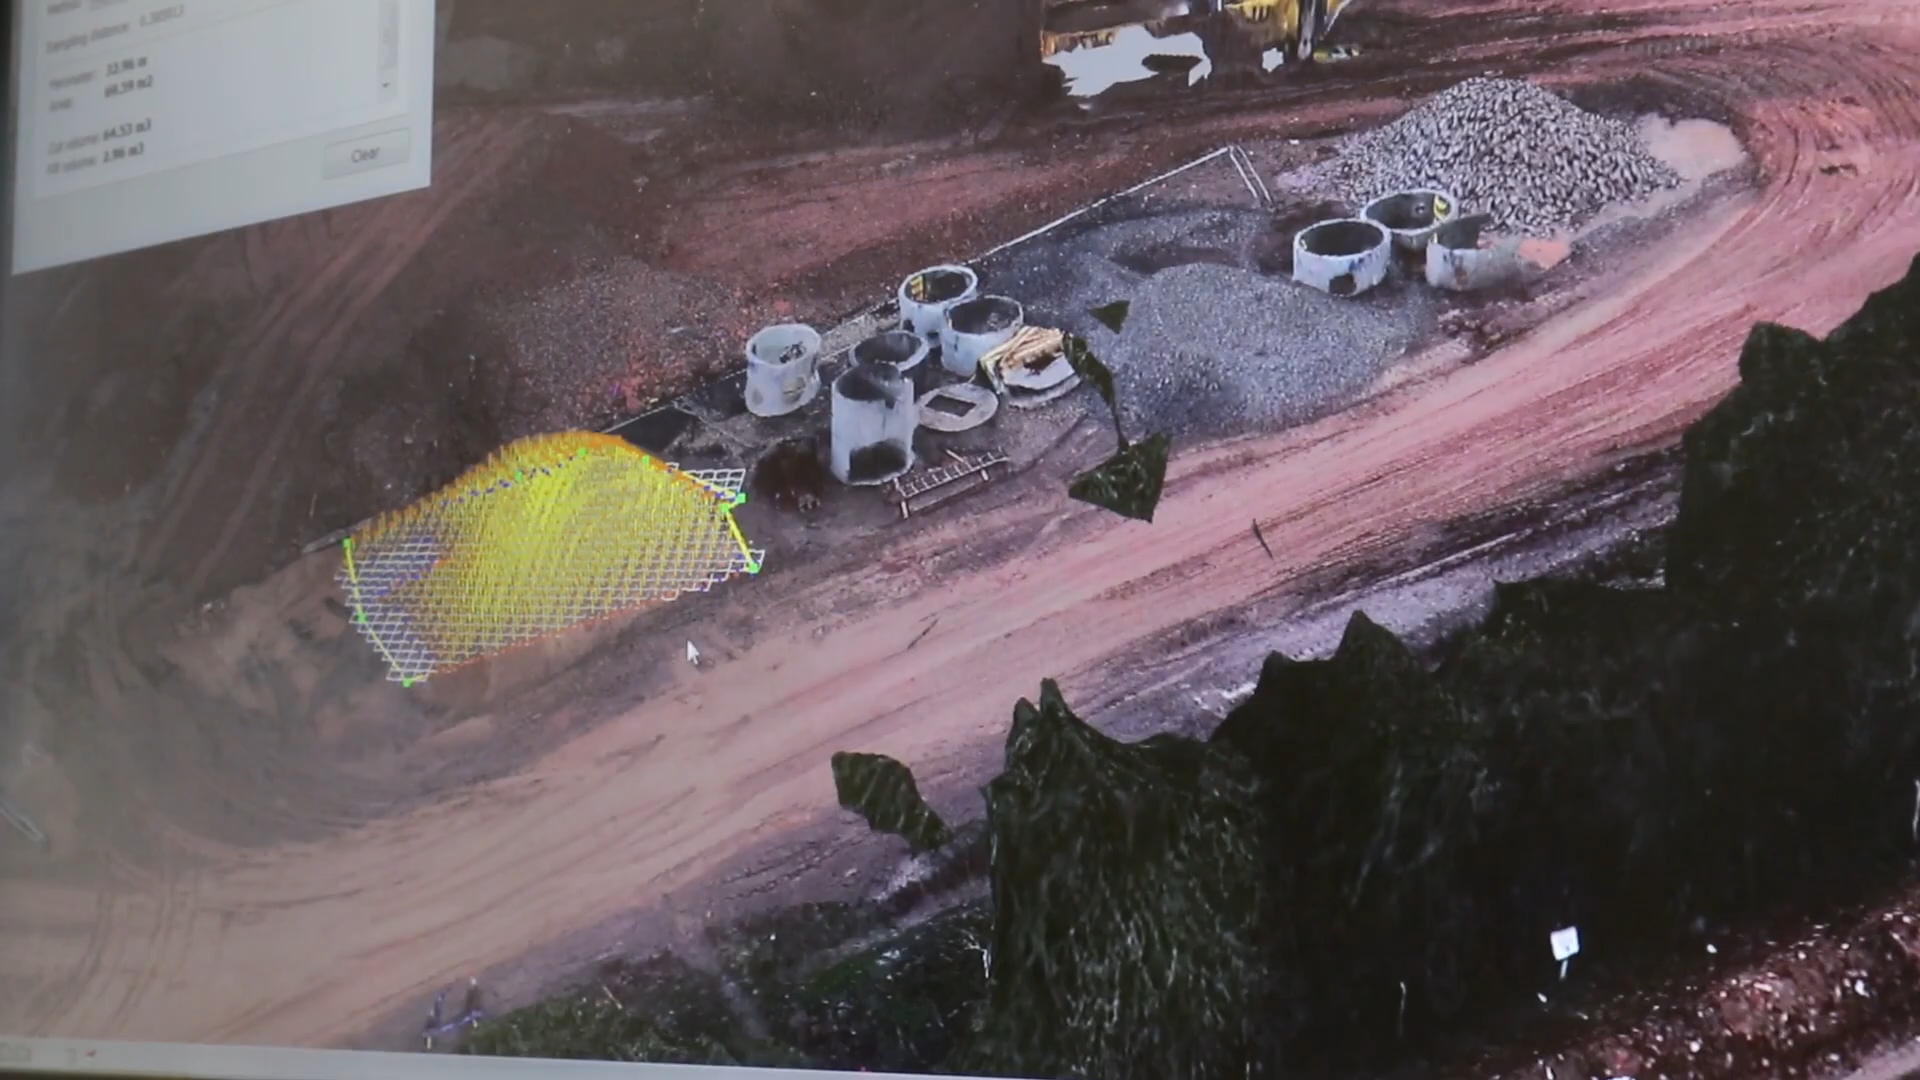 Sampling distance:
Perimeter: 32.96 m
Area: 68.59 m2
Cut volume: 64.53 m3
Fill volume: 2.96 m3
Clear